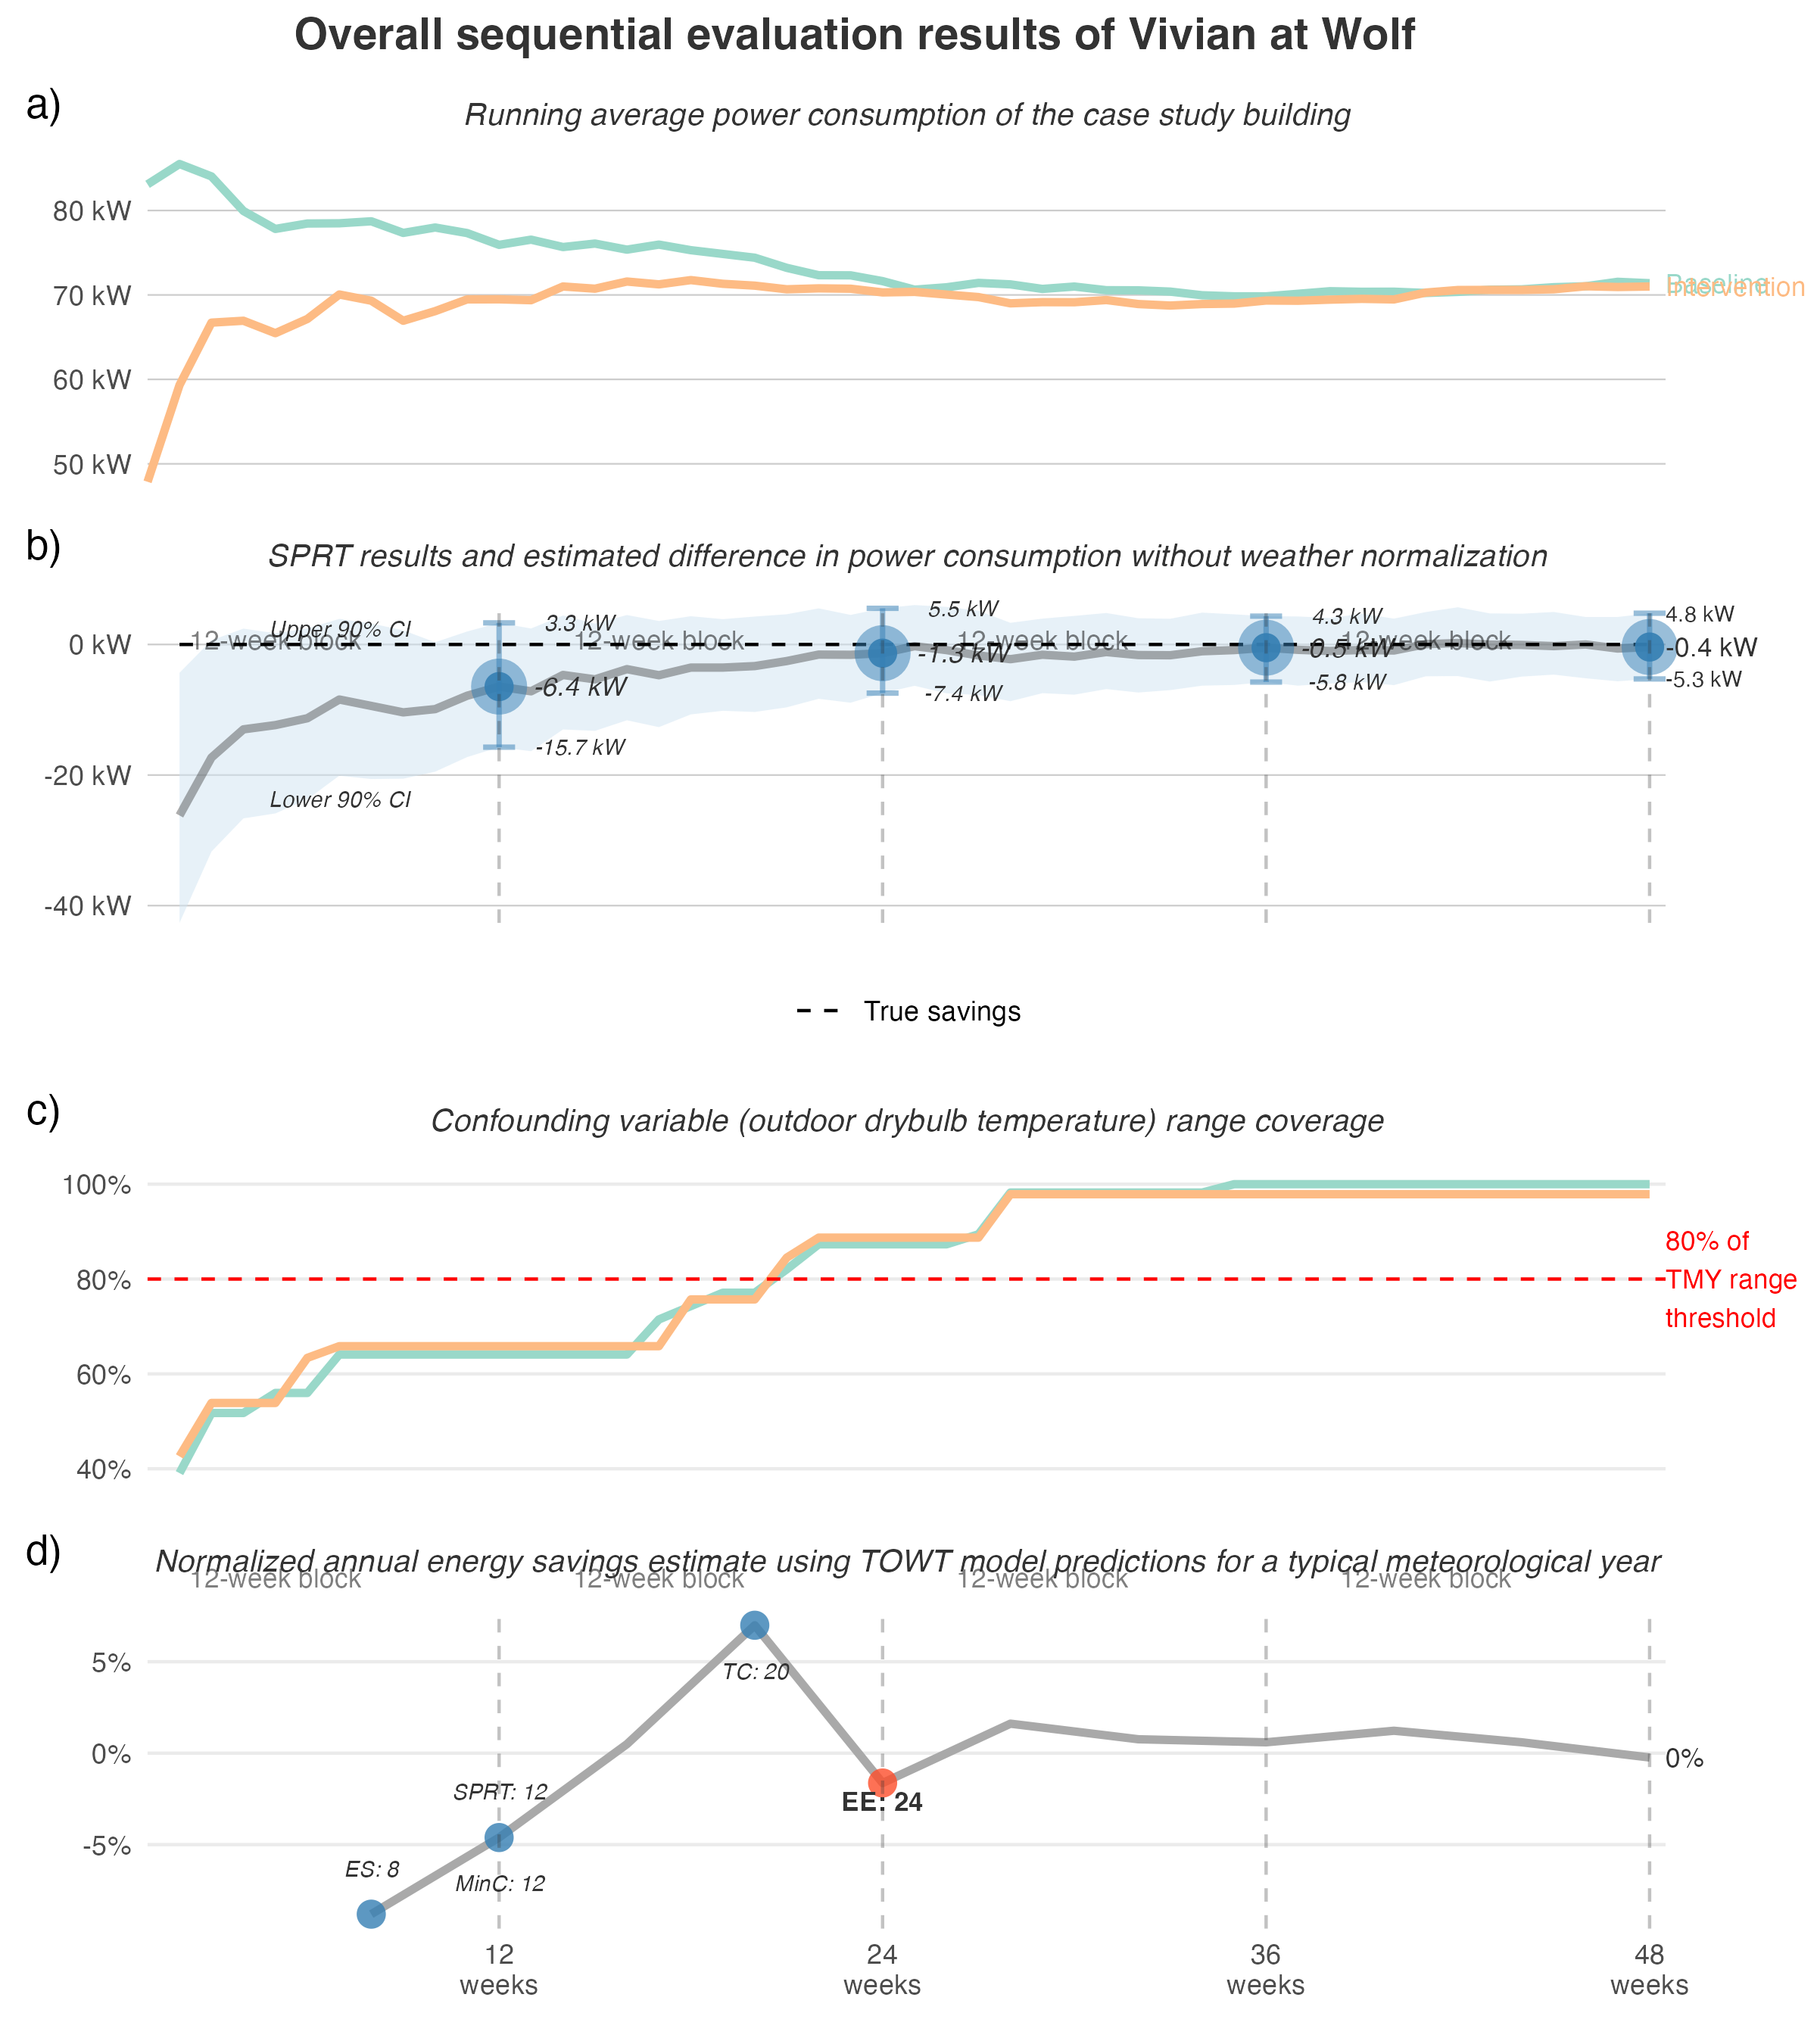 Overall sequential evaluation results of Vivian at Wolf
a)
Running average power consumption of the case study building
80 kW
70 kW
60 kW
50 kW
Baseline
Intervention
b)
SPRT results and estimated difference in power consumption without weather normalization
0 kW
-20 kW
-40 kW
12-week block
12-week block
12-week block
12-week block
Upper 90% CI
Lower 90% CI
3.3 kW
-6.4 kW
-15.7 kW
5.5 kW
-1.3 kW
-7.4 kW
4.3 kW
-0.5 kW
-5.8 kW
4.8 kW
-0.4 kW
-5.3 kW
True savings
c)
Confounding variable (outdoor drybulb temperature) range coverage
100%
80%
60%
40%
80% of
TMY range
threshold
d)
Normalized annual energy savings estimate using TOWT model predictions for a typical meteorological year
12-week block
12-week block
12-week block
12-week block
5%
0%
-5%
TC: 20
SPRT: 12
EE: 24
ES: 8
MinC: 12
0%
12
weeks
24
weeks
36
weeks
48
weeks